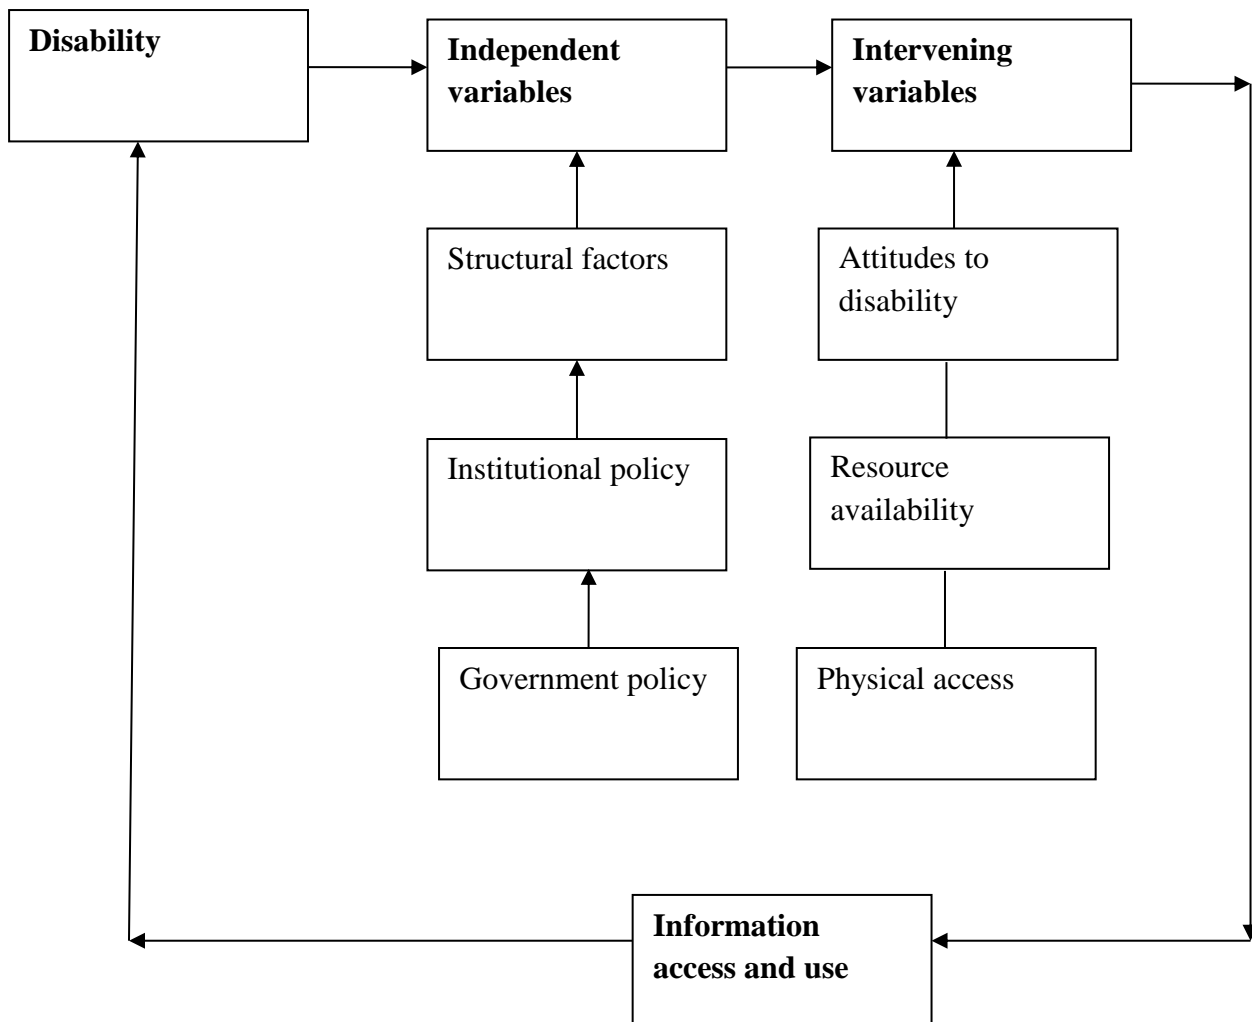 Disability
Independent
variables
Intervening
variables
Structural factors
Attitudes to
disability
Institutional policy
Resource
availability
Government policy
Physical access
Information
access and use